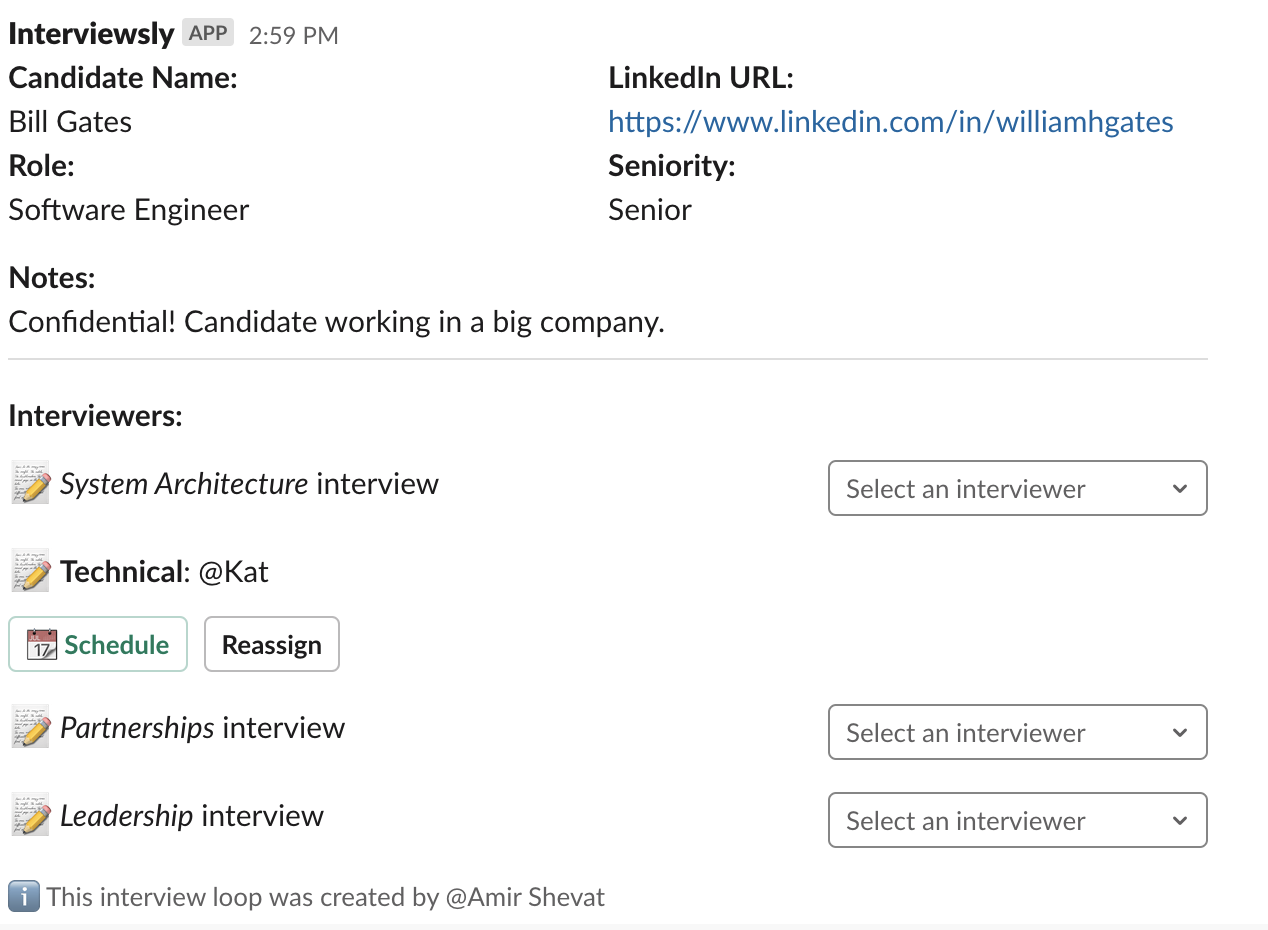 Interviewsly APP 2:59 PM
Candidate Name:
Bill Gates
LinkedIn URL:
https://www.linkedin.com/in/williamhgates
Role:
Software Engineer
Seniority:
Senior
Notes:
Confidential! Candidate working in a big company.
Interviewers:
System Architecture interview
Select an interviewer
Technical: @Kat
JUL
17
Schedule
Reassign
Partnerships interview
Select an interviewer
Leadership interview
Select an interviewer
This interview loop was created by @Amir Shevat